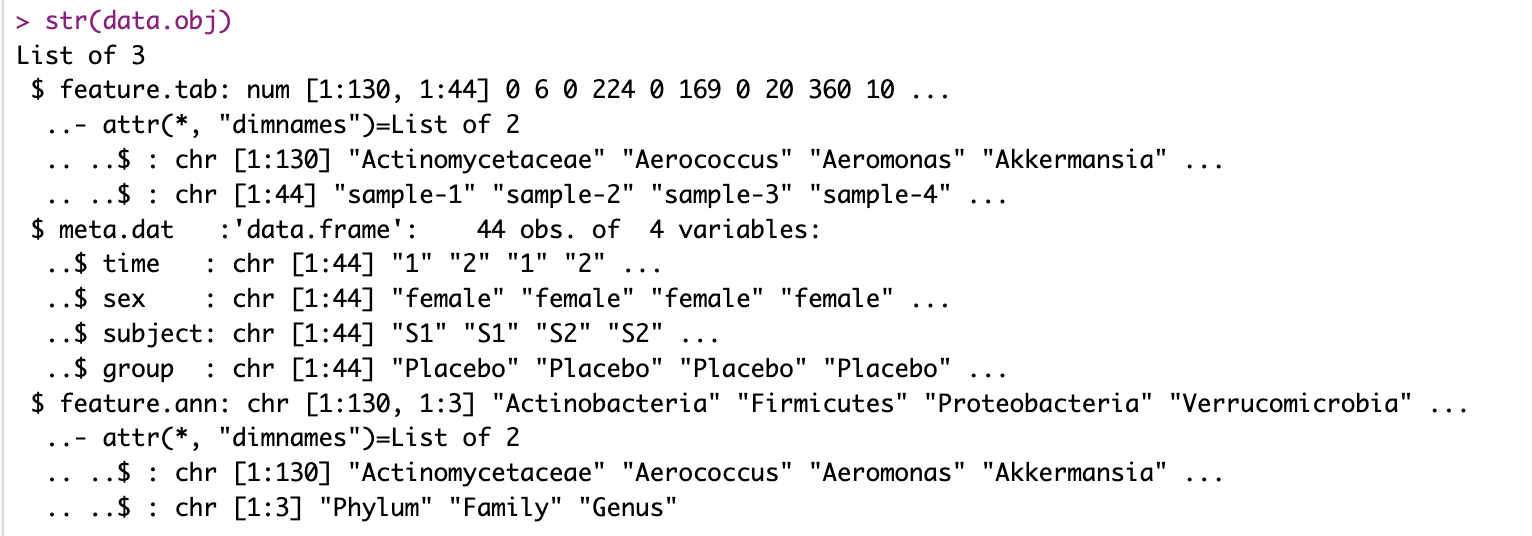 > str(data.obj)
List of 3
 $ feature.tab: num [1:130, 1:44] 0 6 0 224 0 169 0 20 360 10 ...
  ..- attr(*, "dimnames")=List of 2
  .. ..$ : chr [1:130] "Actinomycetaceae" "Aerococcus" "Aeromonas" "Akkermansia" ...
  .. ..$ : chr [1:44] "sample-1" "sample-2" "sample-3" "sample-4" ...
 $ meta.dat   :'data.frame':    44 obs. of  4 variables:
  ..$ time   : chr [1:44] "1" "2" "1" "2" ...
  ..$ sex    : chr [1:44] "female" "female" "female" "female" ...
  ..$ subject: chr [1:44] "S1" "S1" "S2" "S2" ...
  ..$ group  : chr [1:44] "Placebo" "Placebo" "Placebo" "Placebo" ...
 $ feature.ann: chr [1:130, 1:3] "Actinobacteria" "Firmicutes" "Proteobacteria" "Verrucomicrobia" ...
  ..- attr(*, "dimnames")=List of 2
  .. ..$ : chr [1:130] "Actinomycetaceae" "Aerococcus" "Aeromonas" "Akkermansia" ...
  .. ..$ : chr [1:3] "Phylum" "Family" "Genus"